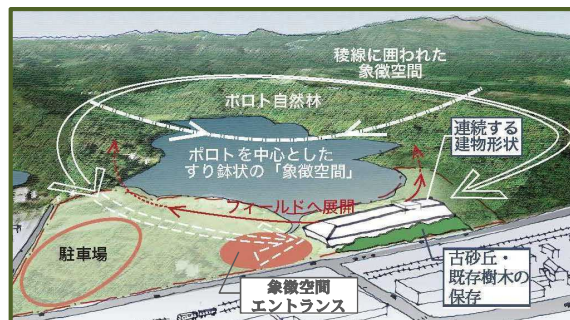 稜線に囲われた
象徴空間
ポロト自然林
連続する
建物形状
ポロトを中心とした
すり鉢状の「象徴空間」
フィールドへ展開
駐車場
象徴空間
エントランス
古砂丘・
既存樹木の
保存